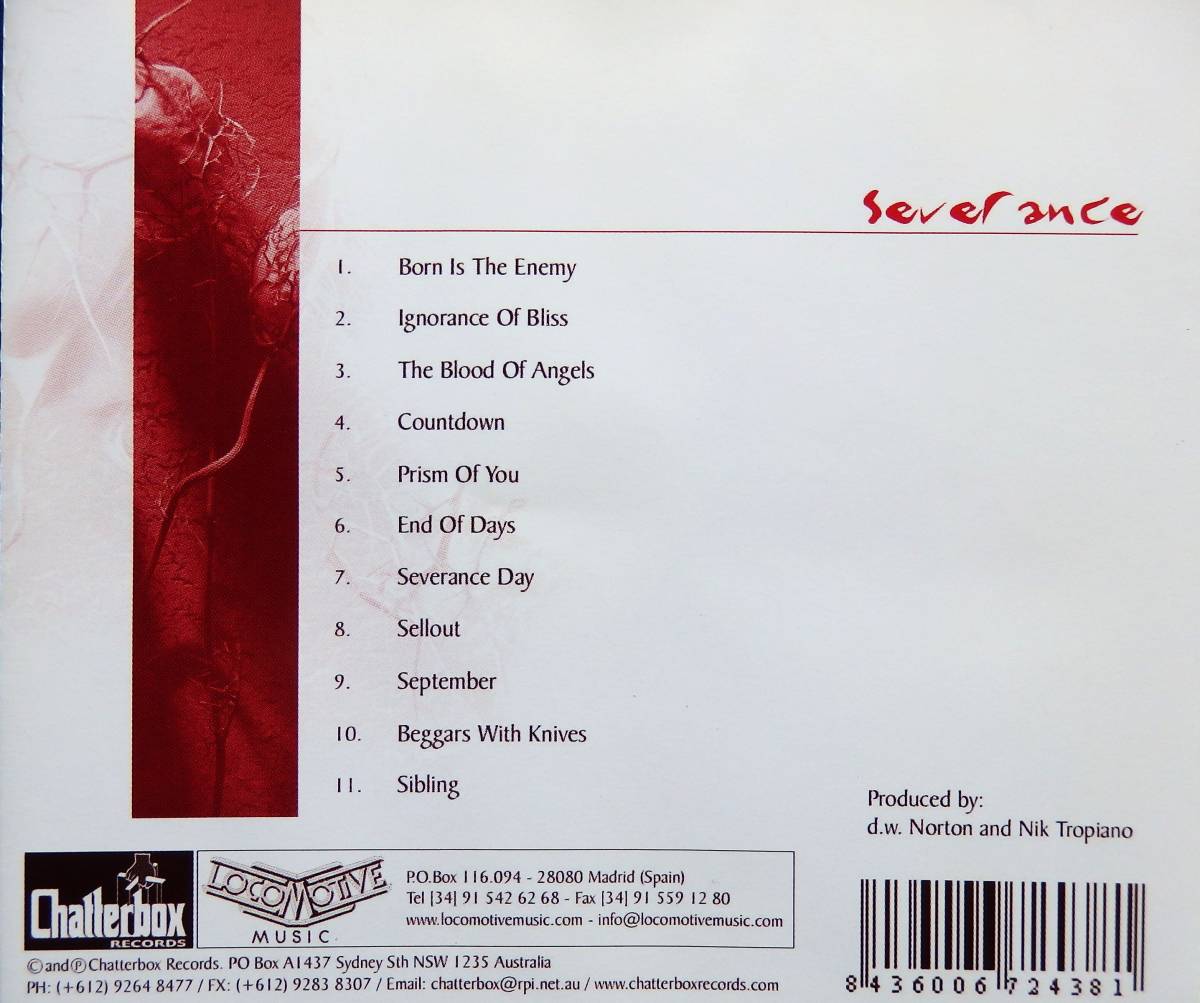 Severance
1. Born Is The Enemy
2. Ignorance Of Bliss
3. The Blood Of Angels
4. Countdown
5. Prism Of You
6. End Of Days
7. Severance Day
8. Sellout
9. September
10. Beggars With Knives
11. Sibling
Produced by:
d.w. Norton and Nik Tropiano
Chatterbox
RECORDS
LOCOMOTIVE
MUSIC
P.O.Box 116.094 - 28080 Madrid (Spain)
Tel [34] 91 542 62 68 - Fax [34] 91 559 12 80
www.locomotivemusic.com - info@locomotivemusic.com
©and℗Chatterbox Records. PO Box A1437 Sydney Sth NSW 1235 Australia
PH: (+612) 9264 8477 / FX: (+612) 9283 8307 / Email: chatterbox@rpi.net.au / www.chatterboxrecords.com
8 436006 724381